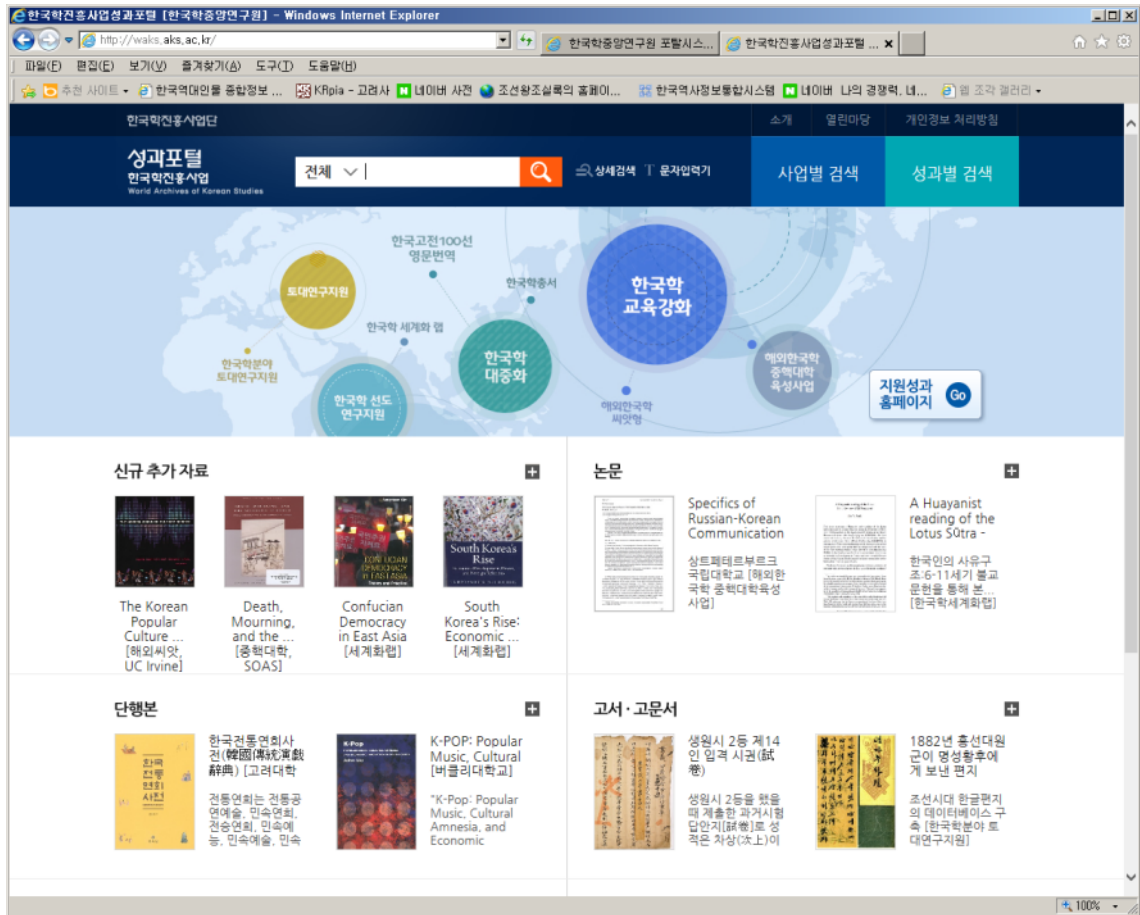 한국학진흥사업성과포털 [한국학중앙연구원] - Windows Internet Explorer
http://waks.aks.ac.kr/
한국학중앙연구원 포탈시스...
한국학진흥사업성과포털 ...
파일(F) 편집(E) 보기(V) 즐겨찾기(A) 도구(T) 도움말(H)
추천 사이트
한국역대인물 종합정보 ...
KRpia - 고려사
네이버 사전
조선왕조실록의 홈페이...
한국역사정보통합시스템
네이버 나의 경쟁력, 네...
웹 조각 갤러리
한국학진흥사업단
소개 열린마당 개인정보 처리방침
성과포털
한국학진흥사업
World Archives of Korean Studies
전체
상세검색
문자입력기
사업별 검색
성과별 검색
한국고전100선
영문번역
토대연구지원
한국학총서
한국학
교육강화
한국학 세계화 랩
한국학분야
토대연구지원
한국학
대중화
해외한국학
중핵대학
육성사업
한국학 선도
연구지원
해외한국학
씨앗형
지원성과
홈페이지
Go
신규 추가 자료
The Korean
Popular
Culture ...
[해외씨앗,
UC Irvine]
Death,
Mourning,
and the ...
[중핵대학,
SOAS]
CONFUCIAN
DEMOCRACY
IN EAST ASIA
Confucian
Democracy
in East Asia
[세계화랩]
South Korea's
Rise
South
Korea's Rise:
Economic ...
[세계화랩]
논문
Specifics of
Russian-Korean
Communication
상트페테르부르크
국립대학교 [해외한
국학 중핵대학육성
사업]
A Huayanist
reading of the
Lotus Sūtra -
한국인의 사유구
조:6-11세기 불교
문헌을 통해 본...
[한국학세계화랩]
단행본
한국
전통
연희
사전
한국전통연희사
전(韓國傳統演戱
辭典) [고려대학
전통연희는 전통공
연예술, 민속연희,
전승연희, 민속예
능, 민속예술, 민속
K-Pop
K-POP: Popular
Music, Cultural
[버클리대학교]
"K-Pop: Popular
Music, Cultural
Amnesia, and
Economic
고서·고문서
생원시 2등 제14
인 입격 시권(試
卷)
생원시 2등을 했을
때 제출한 과거시험
답안지[試卷]로 성
적은 차상(次上)이
1882년 흥선대원
군이 명성황후에
게 보낸 편지
조선시대 한글편지
의 데이터베이스 구
축 [한국학분야 토
대연구지원]
100%